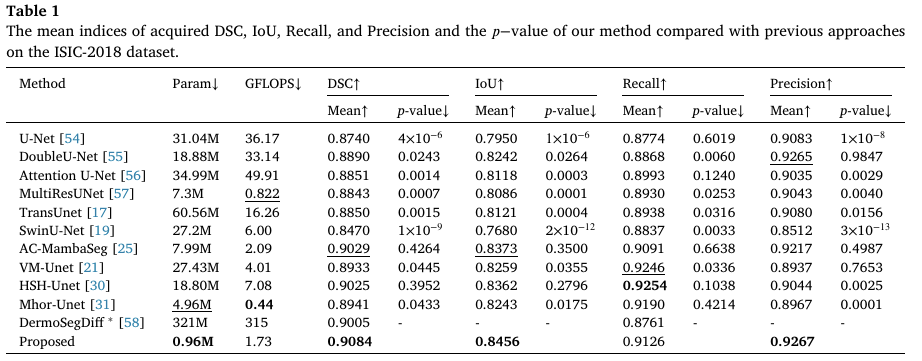 Table 1
The mean indices of acquired DSC, IoU, Recall, and Precision and the p−value of our method compared with previous approaches
on the ISIC-2018 dataset.
Method Param↓ GFLOPS↓ DSC↑ IoU↑ Recall↑ Precision↑
Mean↑ p-value↓ Mean↑ p-value↓ Mean↑ p-value↓ Mean↑ p-value↓
U-Net [54] 31.04M 36.17 0.8740 4×10⁻⁶ 0.7950 1×10⁻⁶ 0.8774 0.6019 0.9083 1×10⁻⁸
DoubleU-Net [55] 18.88M 33.14 0.8890 0.0243 0.8242 0.0264 0.8868 0.0060 0.9265 0.9847
Attention U-Net [56] 34.99M 49.91 0.8851 0.0014 0.8118 0.0003 0.8993 0.1240 0.9035 0.0029
MultiResUNet [57] 7.3M 0.822 0.8843 0.0007 0.8086 0.0001 0.8930 0.0253 0.9043 0.0040
TransUnet [17] 60.56M 16.26 0.8850 0.0015 0.8121 0.0004 0.8938 0.0316 0.9080 0.0156
SwinU-Net [19] 27.2M 6.00 0.8470 1×10⁻⁹ 0.7680 2×10⁻¹² 0.8837 0.0033 0.8512 3×10⁻¹³
AC-MambaSeg [25] 7.99M 2.09 0.9029 0.4264 0.8373 0.3500 0.9091 0.6638 0.9217 0.4987
VM-Unet [21] 27.43M 4.01 0.8933 0.0445 0.8259 0.0355 0.9246 0.0336 0.8937 0.7653
HSH-Unet [30] 18.80M 7.08 0.9025 0.3952 0.8362 0.2796 0.9254 0.1038 0.9044 0.0025
Mhor-Unet [31] 4.96M 0.44 0.8941 0.0433 0.8243 0.0175 0.9190 0.4214 0.8967 0.0001
DermoSegDiff * [58] 321M 315 0.9005 - - - 0.8761 - - -
Proposed 0.96M 1.73 0.9084 0.8456 0.9126 0.9267